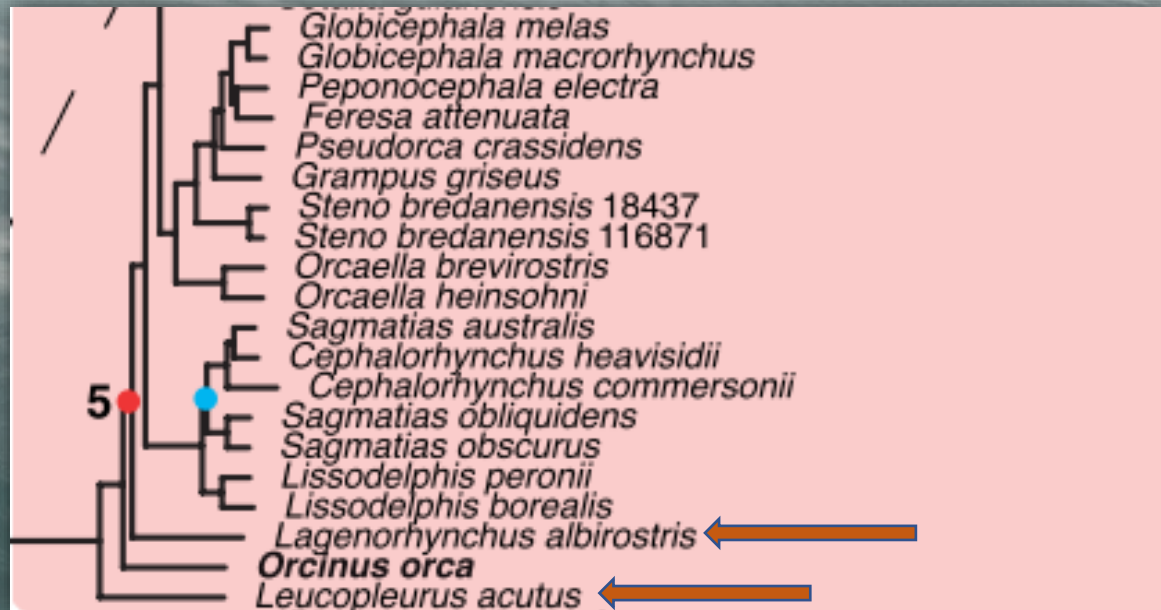 Globicephala melas
Globicephala macrorhynchus
Peponocephala electra
Feresa attenuata
Pseudorca crassidens
Grampus griseus
Steno bredanensis 18437
Steno bredanensis 116871
Orcaella brevirostris
Orcaella heinsohni
Sagmatias australis
Cephalorhynchus heavisidii
Cephalorhynchus commersonii
5
Sagmatias obliquidens
Sagmatias obscurus
Lissodelphis peronii
Lissodelphis borealis
Lagenorhynchus albirostris
Orcinus orca
Leucopleurus acutus